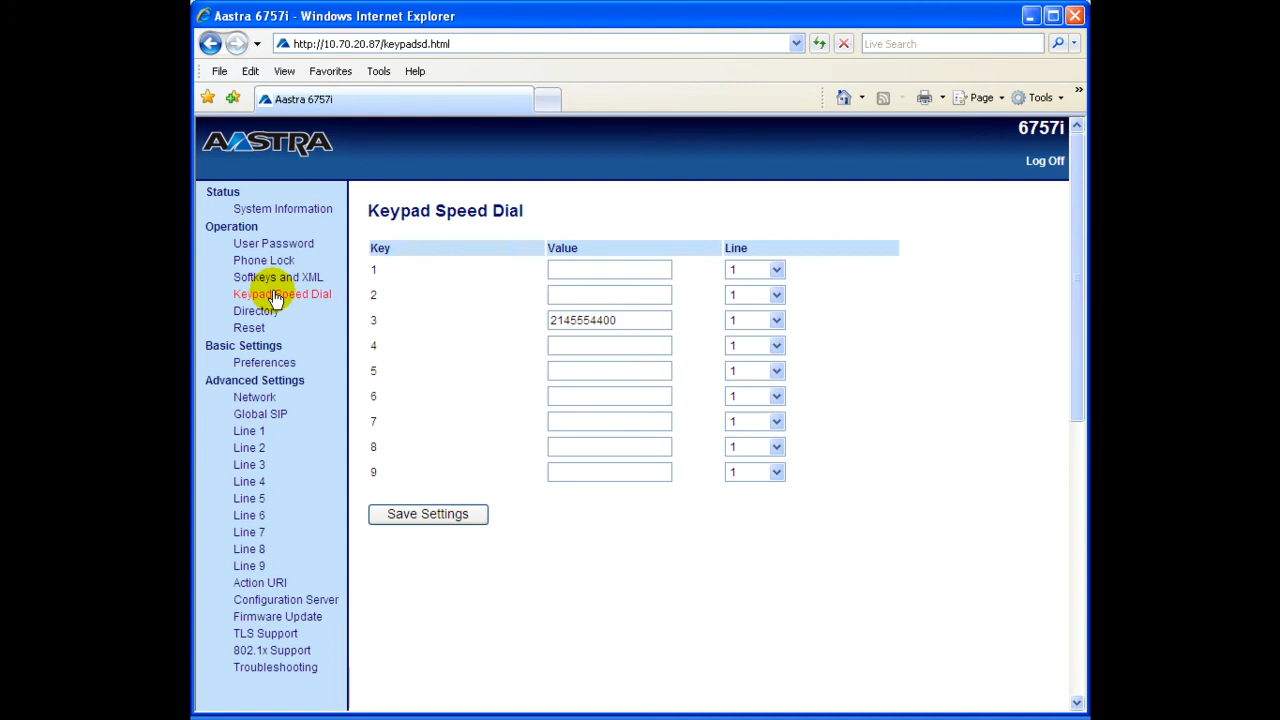 Aastra 6757i - Windows Internet Explorer
http://10.70.20.87/keypadsd.html
Live Search
File Edit View Favorites Tools Help
Aastra 6757i
Page Tools »
AASTRA
6757i
Log Off
Status
System Information
Operation
User Password
Phone Lock
Softkeys and XML
Keypad Speed Dial
Directory
Reset
Basic Settings
Preferences
Advanced Settings
Network
Global SIP
Line 1
Line 2
Line 3
Line 4
Line 5
Line 6
Line 7
Line 8
Line 9
Action URI
Configuration Server
Firmware Update
TLS Support
802.1x Support
Troubleshooting
Keypad Speed Dial
Key Value Line
1 1
2 1
3 2145554400 1
4 1
5 1
6 1
7 1
8 1
9 1
Save Settings